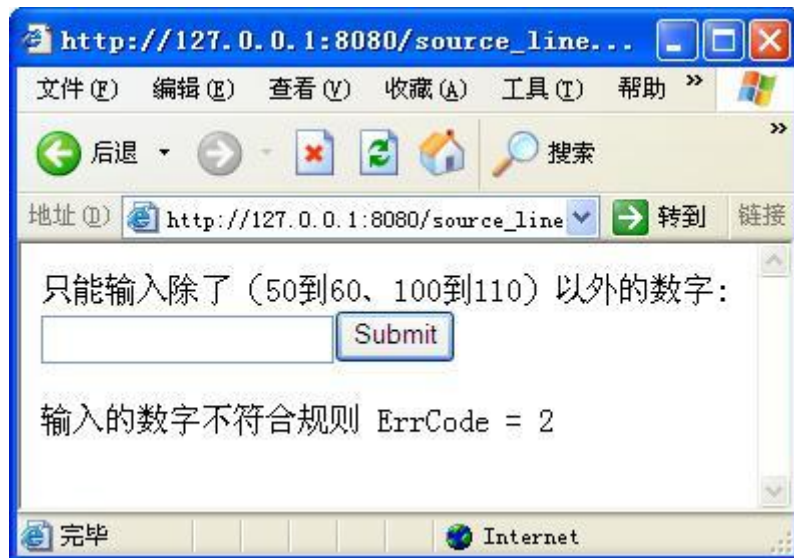 http://127.0.0.1:8080/source_line...
文件(F) 编辑(E) 查看(V) 收藏(A) 工具(T) 帮助 »
后退 搜索 »
地址(D) http://127.0.0.1:8080/source_line 转到 链接
只能输入除了（50到60、100到110）以外的数字:
Submit
输入的数字不符合规则 ErrCode = 2
完毕 Internet